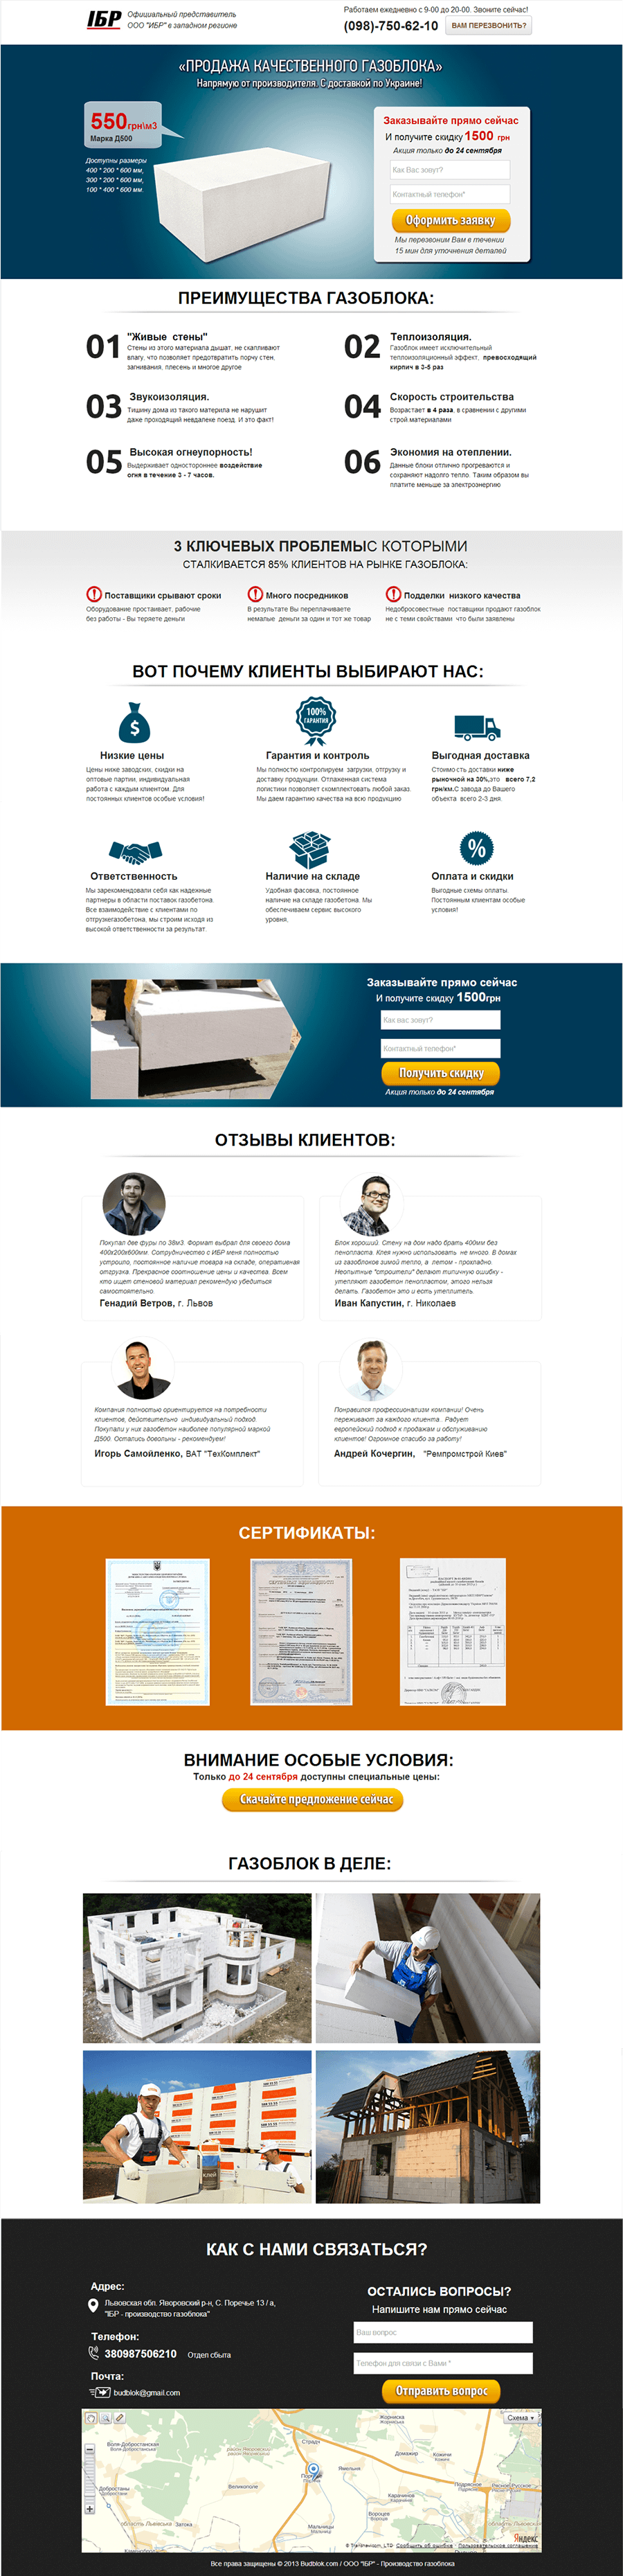 ІБР
Официальный представитель
ООО "ИБР" в западном регионе
Работаем ежедневно с 9-00 до 20-00. Звоните сейчас!
(098)-750-62-10
ВАМ ПЕРЕЗВОНИТЬ?
«ПРОДАЖА КАЧЕСТВЕННОГО ГАЗОБЛОКА»
Напрямую от производителя. С доставкой по Украине!
550грн\м3
Марка Д500
Доступны размеры
400 * 200 * 600 мм,
300 * 200 * 600 мм,
100 * 400 * 600 мм.
Заказывайте прямо сейчас
И получите скидку 1500 грн
Акция только до 24 сентября
Как Вас зовут?
Контактный телефон*
Оформить заявку
Мы перезвоним Вам в течении
15 мин для уточнения деталей
ПРЕИМУЩЕСТВА ГАЗОБЛОКА:
01
"Живые стены"
Стены из этого материала дышат, не скапливают
влагу, что позволяет предотвратить порчу стен,
загнивания, плесень и многое другое
02
Теплоизоляция.
Газоблок имеет исключительный
теплоизоляционный эффект, превосходящий
кирпич в 3-5 раз
03
Звукоизоляция.
Тишину дома из такого материла не нарушит
даже проходящий невдалеке поезд. И это факт!
04
Скорость строительства
Возрастает в 4 раза, в сравнении с другими
строй.материалами
05
Высокая огнеупорность!
Выдерживает одностороннее воздействие
огня в течение 3 - 7 часов.
06
Экономия на отеплении.
Данные блоки отлично прогреваются и
сохраняют надолго тепло. Таким образом вы
платите меньше за электроэнергию
3 КЛЮЧЕВЫХ ПРОБЛЕМЫС КОТОРЫМИ
СТАЛКИВАЕТСЯ 85% КЛИЕНТОВ НА РЫНКЕ ГАЗОБЛОКА:
Поставщики срывают сроки
Оборудование простаивает, рабочие
без работы - Вы теряете деньги
Много посредников
В результате Вы переплачиваете
немалые деньги за один и тот же товар
Подделки низкого качества
Недобросовестные поставщики продают газоблок
не с теми свойствами что были заявлены
ВОТ ПОЧЕМУ КЛИЕНТЫ ВЫБИРАЮТ НАС:
$
Низкие цены
Цены ниже заводских, скидки на
оптовые партии, индивидуальная
работа с каждым клиентом. Для
постоянных клиентов особые условия!
100%
ГАРАНТИЯ
Гарантия и контроль
Мы полностью контролируем загрузки, отгрузку и
доставку продукции. Отлаженная система
логистики позволяет скомплектовать любой заказ.
Мы даем гарантию качества на всю продукцию
Выгодная доставка
Стоимо сть доставки ниже
рыночной на 30%,это всего 7,2
грн/км.С завода до Вашего
объекта всего 2-3 дня.
Ответственность
Мы зарекомендовали себя как надежные
партнеры в области поставок газобетона.
Все взаимодействие с клиентами по
отгрузкегазобетона, мы строим исходя из
высокой ответственности за результат.
Наличие на складе
Удобная фасовка, постоянное
наличие на складе газобетона. Мы
обеспечиваем сервис высокого
уровня.
%
Оплата и скидки
Выгодные схемы оплаты.
Постоянным клиентам особые
условия!
Заказывайте прямо сейчас
И получите скидку 1500грн
Как вас зовут?
Контактный телефон*
Получить скидку
Акция только до 24 сентября
ОТЗЫВЫ КЛИЕНТОВ:
Покупал две фуры по 38м3. Формат выбрал для своего дома
400х200х600мм. Сотрудничество с ИБР меня полностью
устроило, постоянное наличие товара на складе, оперативная
отгрузка. Прекрасное соотношение цены и качества. Всем
кто ищет стеновой материал рекомендую убедиться
самостоятельно.
Генадий Ветров, г. Львов
Блок хороший. Стену на дом надо брать 400мм без
пенопласта. Клея нужно использовать не много. В домах
из газоблоков зимой тепло, а летом - прохладно.
Неопытные "строители" делают типичную ошибку -
утепляют газобетон пенопластом, этого нельзя
делать. Газобетон это и есть утеплитель.
Иван Капустин, г. Николаев
Компания полностью ориентируется на потребности
клиентов, действительно индивидуальный подход.
Покупали у них газобетон наиболее популярной маркой
Д500. Остались довольны - рекомендуем!
Игорь Самойленко, ВАТ "ТехКомплект"
Понравился профессионализм компании! Очень
переживают за каждого клиента . Радует
европейский подход к продажам и обслуживанию
клиентов! Огромное спасибо за работу!
Андрей Кочергин, "Ремпромстрой Киев"
СЕРТИФИКАТЫ:
ВНИМАНИЕ ОСОБЫЕ УСЛОВИЯ:
Только до 24 сентября доступны специальные цены:
Скачайте предложение сейчас
ГАЗОБЛОК В ДЕЛЕ:
КЛЕЙ
КАК С НАМИ СВЯЗАТЬСЯ?
Адрес:
Львовская обл. Яворовский р-н, С. Поречье 13 / а,
"ІБР - производство газоблока"
Телефон:
380987506210 Отдел сбыта
Почта:
budblok@gmail.com
ОСТАЛИСЬ ВОПРОСЫ?
Напишите нам прямо сейчас
Ваш вопрос
Телефон для связи с Вами *
Отправить вопрос
Схема
Страдч
Домажир
Великополе
Мальчицы
Яндекс
Все права защищены © 2013 Budblok.com / ООО "ІБР" - Производство газоблока